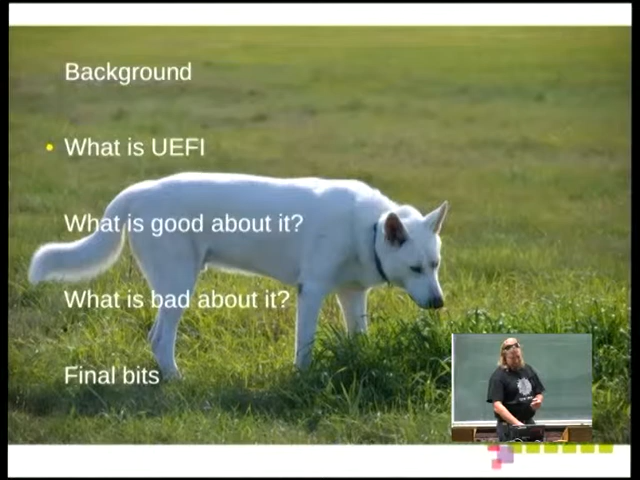 Background
What is UEFI
What is good about it?
What is bad about it?
Final bits